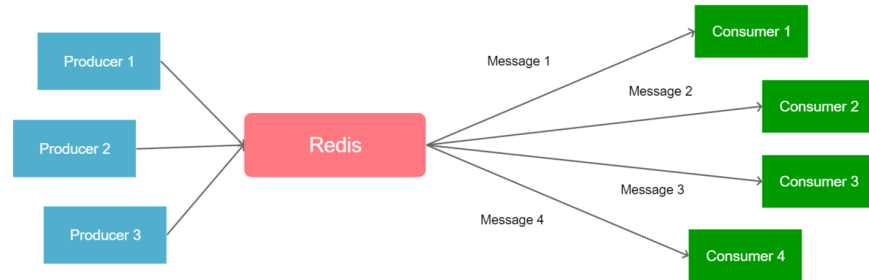 Producer 1
Producer 2
Producer 3
Redis
Message 1
Message 2
Message 3
Message 4
Consumer 1
Consumer 2
Consumer 3
Consumer 4